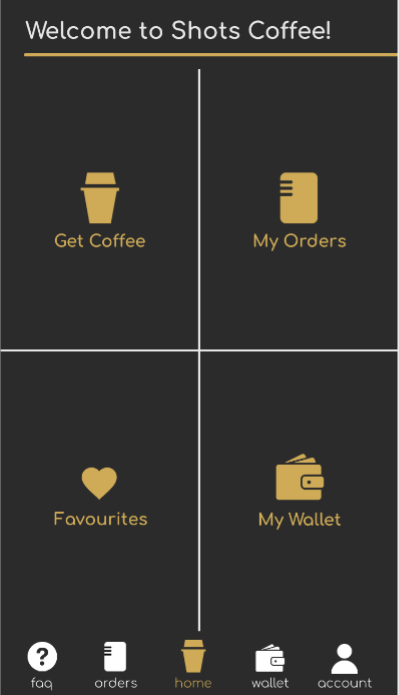 Welcome to Shots Coffee!
Get Coffee
My Orders
Favourites
My Wallet
?
faq
orders
home
wallet
account